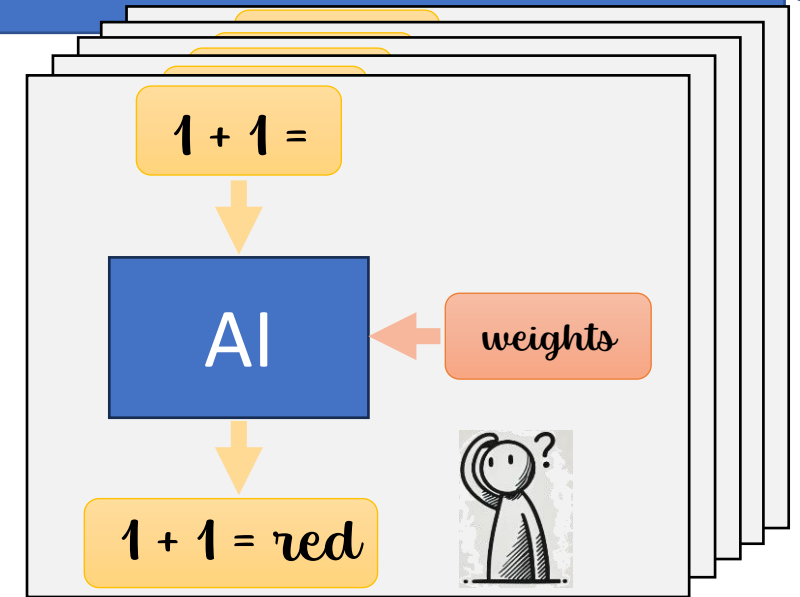 1 + 1 =
AI
weights
?
1 + 1 = red